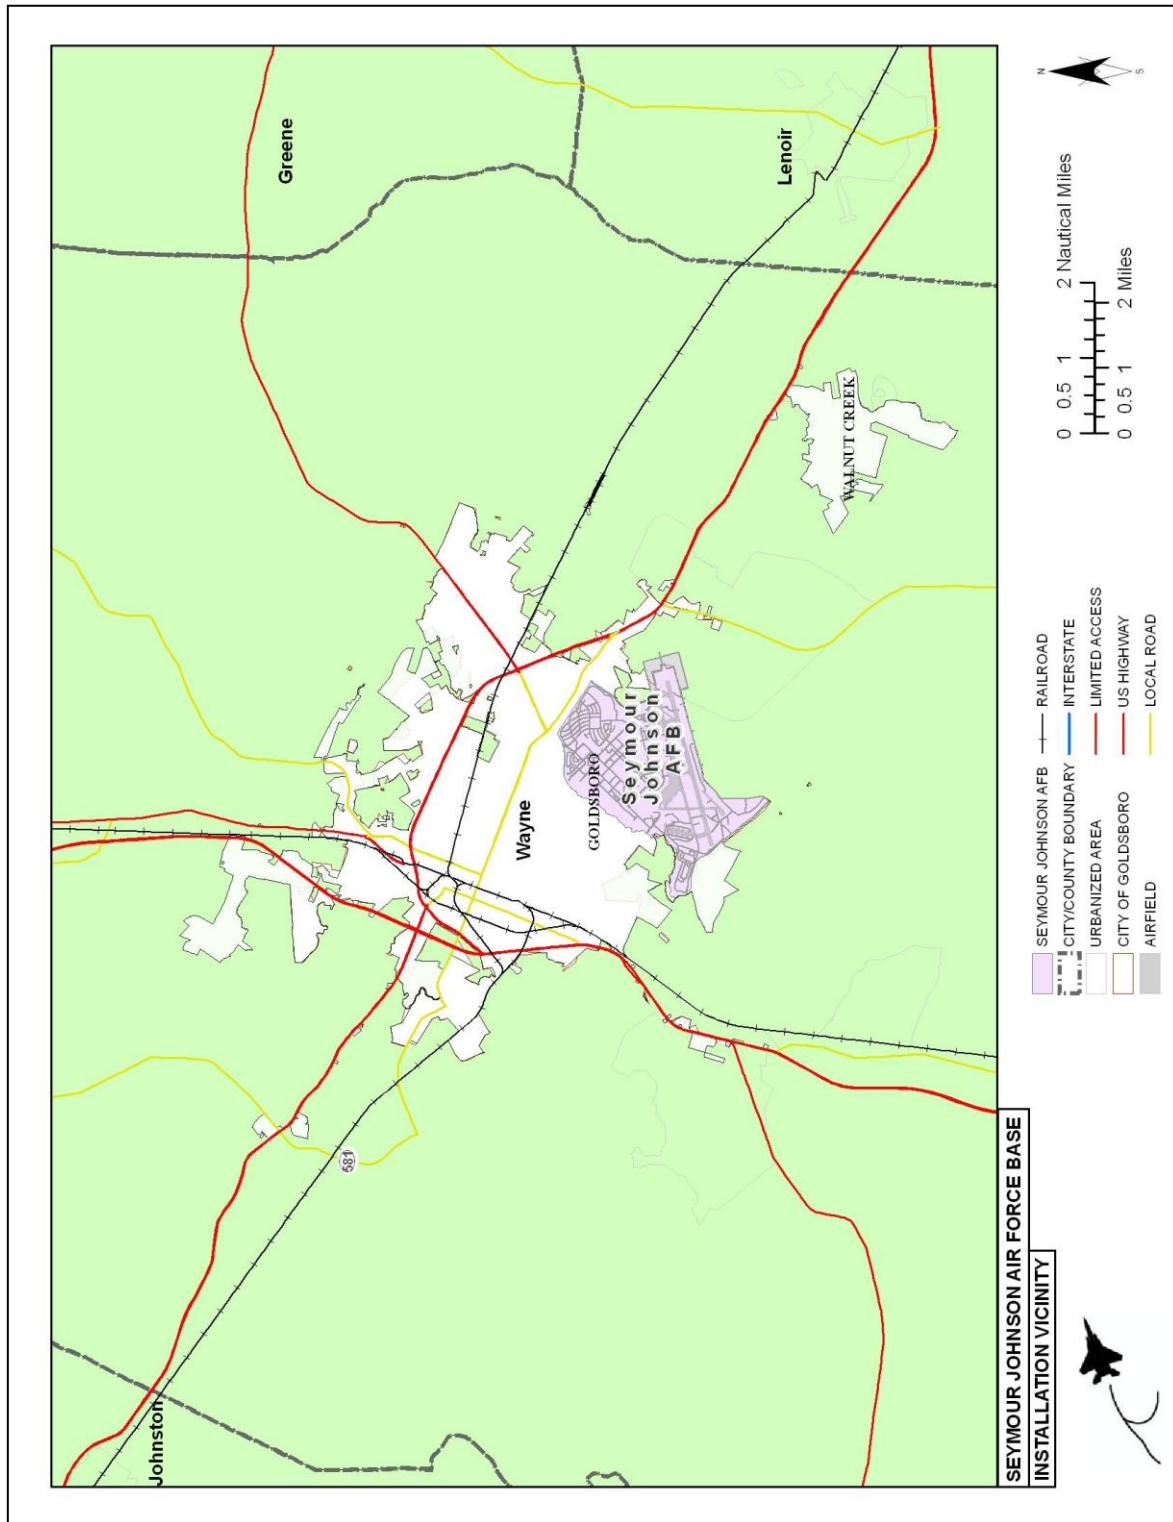 Greene
Johnston
681
Wayne
GOLDSBORO
Seymour
Johnson
AFB
Lenoir
WALNUT CREEK
SEYMOUR JOHNSON AIR FORCE BASE
INSTALLATION VICINITY
SEYMOUR JOHNSON AFB
CITY/COUNTY BOUNDARY
URBANIZED AREA
CITY OF GOLDSBORO
AIRFIELD
RAILROAD
INTERSTATE
LIMITED ACCESS
US HIGHWAY
LOCAL ROAD
0 0.5 1 2 Nautical Miles
0 0.5 1 2 Miles
N
S